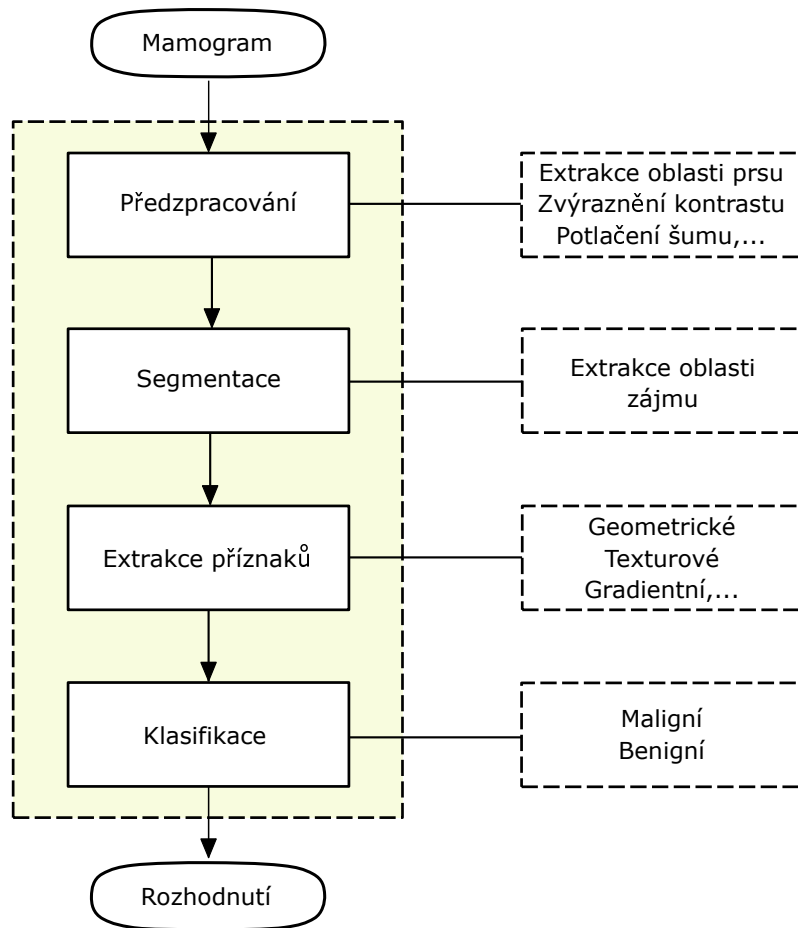 Mamogram
Předzpracování
Extrakce oblasti prsu
Zvýraznění kontrastu
Potlačení šumu,...
Segmentace
Extrakce oblasti
zájmu
Extrakce příznaků
Geometrické
Texturové
Gradientní,...
Klasifikace
Maligní
Benigní
Rozhodnutí